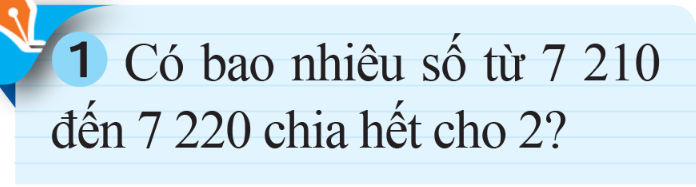 1 Có bao nhiêu số từ 7 210
đến 7 220 chia hết cho 2?